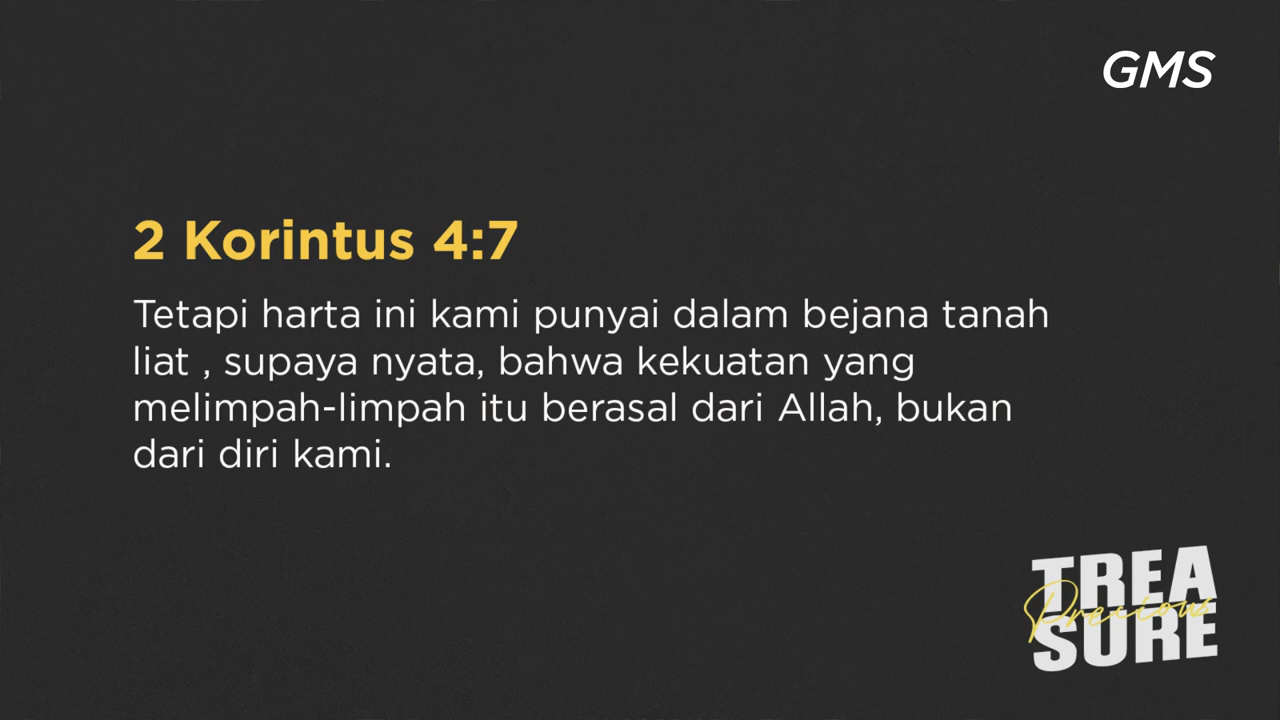 GMS
2 Korintus 4:7
Tetapi harta ini kami punyai dalam bejana tanah
liat , supaya nyata, bahwa kekuatan yang
melimpah-limpah itu berasal dari Allah, bukan
dari diri kami.
TREA
Precious
SURE